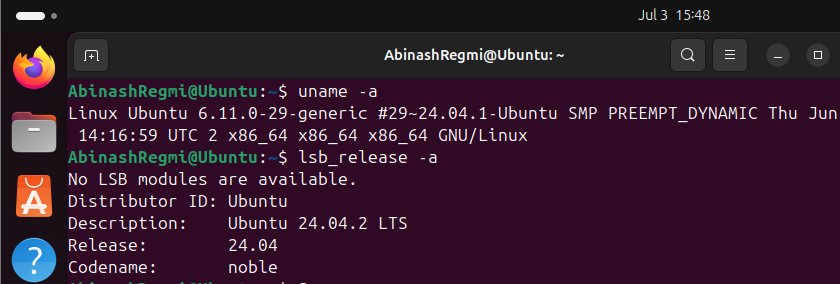 Jul 3 15:48
AbinashRegmi@Ubuntu: ~
AbinashRegmi@Ubuntu:~$ uname -a
Linux Ubuntu 6.11.0-29-generic #29~24.04.1-Ubuntu SMP PREEMPT_DYNAMIC Thu Jun
 14:16:59 UTC 2 x86_64 x86_64 x86_64 GNU/Linux
AbinashRegmi@Ubuntu:~$ lsb_release -a
No LSB modules are available.
Distributor ID: Ubuntu
Description:    Ubuntu 24.04.2 LTS
Release:        24.04
Codename:       noble